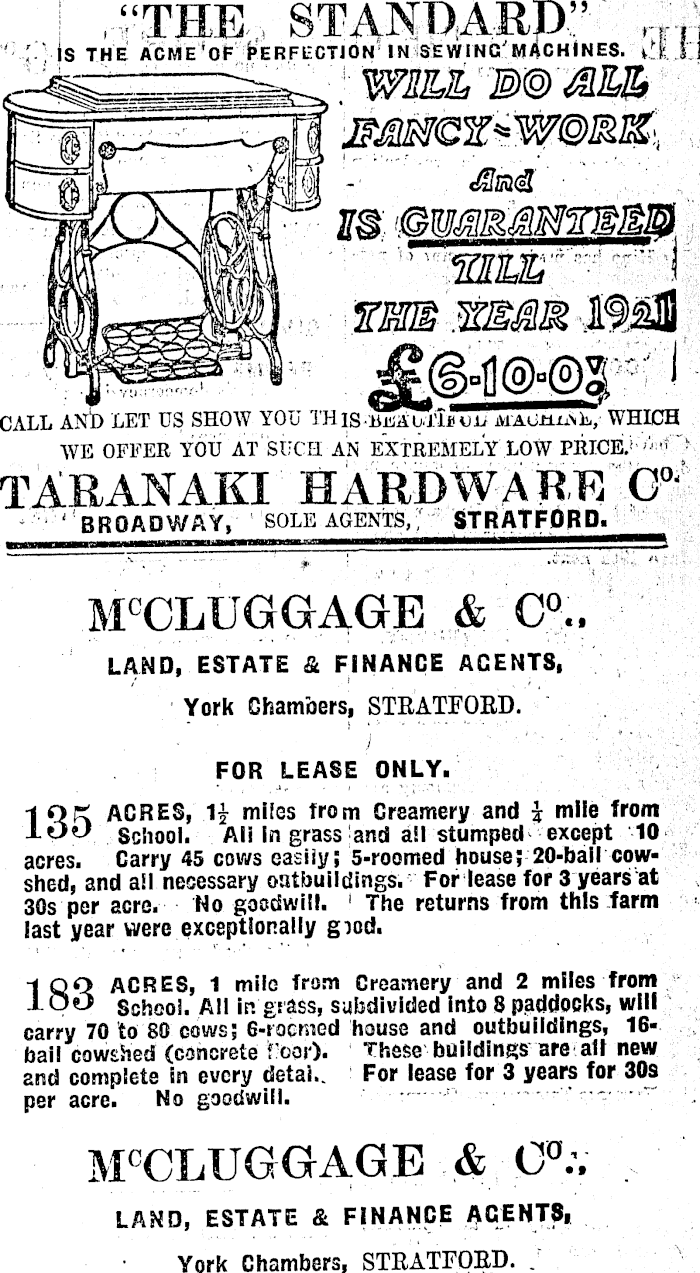 "THE STANDARD"
IS THE ACME OF PERFECTION IN SEWING MACHINES.
WILL DO ALL
FANCY-WORK
And
IS GUARANTEED
TILL
THE YEAR
£6-10-0!
CALL AND LET US SHOW YOU THIS BEAUTIFUL MACHINE, WHICH
WE OFFER YOU AT SUCH AN EXTREMELY LOW PRICE.
TARANAKI HARDWARE Co.
BROADWAY, SOLE AGENTS, STRATFORD.
McCLUGGAGE & Co.,
LAND, ESTATE & FINANCE AGENTS,
York Chambers, STRATFORD.
FOR LEASE ONLY.
135 ACRES, 1½ miles from Creamery and ¼ mile from
School. All in grass and all stumped except 10
acres. Carry 45 cows easily; 5-roomed house; 20-bail cow-
shed, and all necessary outbuildings. For lease for 3 years at
30s per acre. No goodwill. The returns from this farm
last year were exceptionally good.
183 ACRES, 1 mile from Creamery and 2 miles from
School. All in grass, subdivided into 8 paddocks, will
carry 70 to 80 cows; 6-roomed house and outbuildings, 16-
bail cowshed (concrete floor). These buildings are all new
and complete in every detail. For lease for 3 years for 30s
per acre. No goodwill.
McCLUGGAGE & Co.,
LAND, ESTATE & FINANCE AGENTS,
York Chambers, STRATFORD.